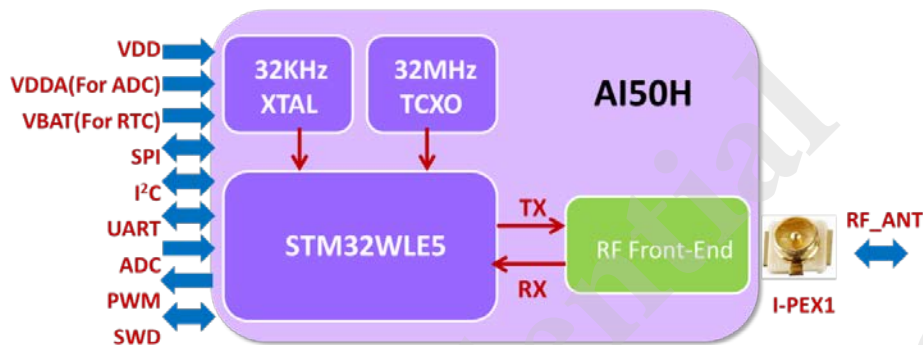 VDD
VDDA(For ADC)
VBAT(For RTC)
SPI
I²C
UART
ADC
PWM
SWD
32KHz
XTAL
32MHz
TCXO
AI50H
STM32WLE5
TX
RX
RF Front-End
I-PEX1
RF_ANT